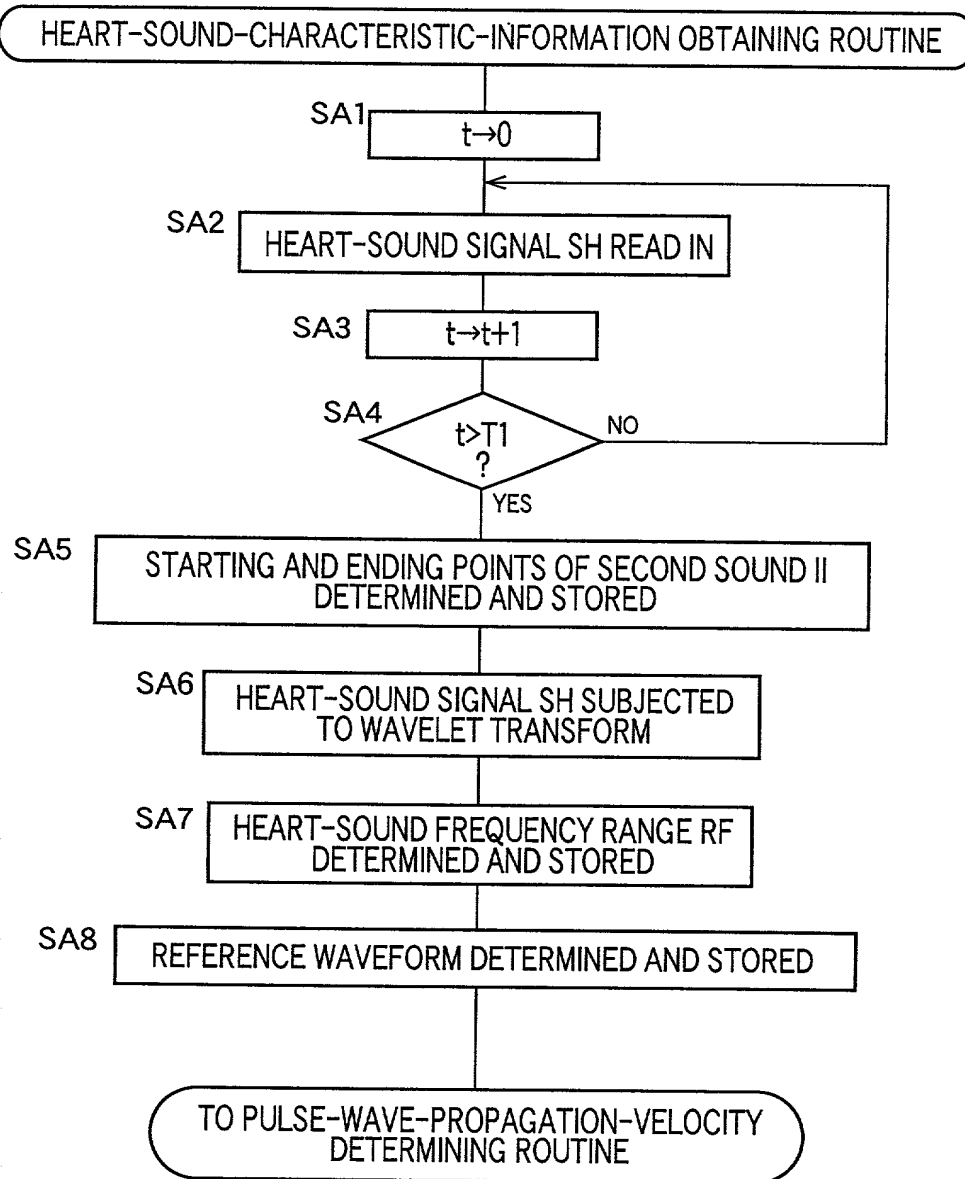 HEART-SOUND-CHARACTERISTIC-INFORMATION OBTAINING ROUTINE
SA1
t→0
SA2
HEART-SOUND SIGNAL SH READ IN
SA3
t→t+1
SA4
t>T1
?
NO
YES
SA5
STARTING AND ENDING POINTS OF SECOND SOUND II
DETERMINED AND STORED
SA6
HEART-SOUND SIGNAL SH SUBJECTED
TO WAVELET TRANSFORM
SA7
HEART-SOUND FREQUENCY RANGE RF
DETERMINED AND STORED
SA8
REFERENCE WAVEFORM DETERMINED AND STORED
TO PULSE-WAVE-PROPAGATION-VELOCITY
DETERMINING ROUTINE